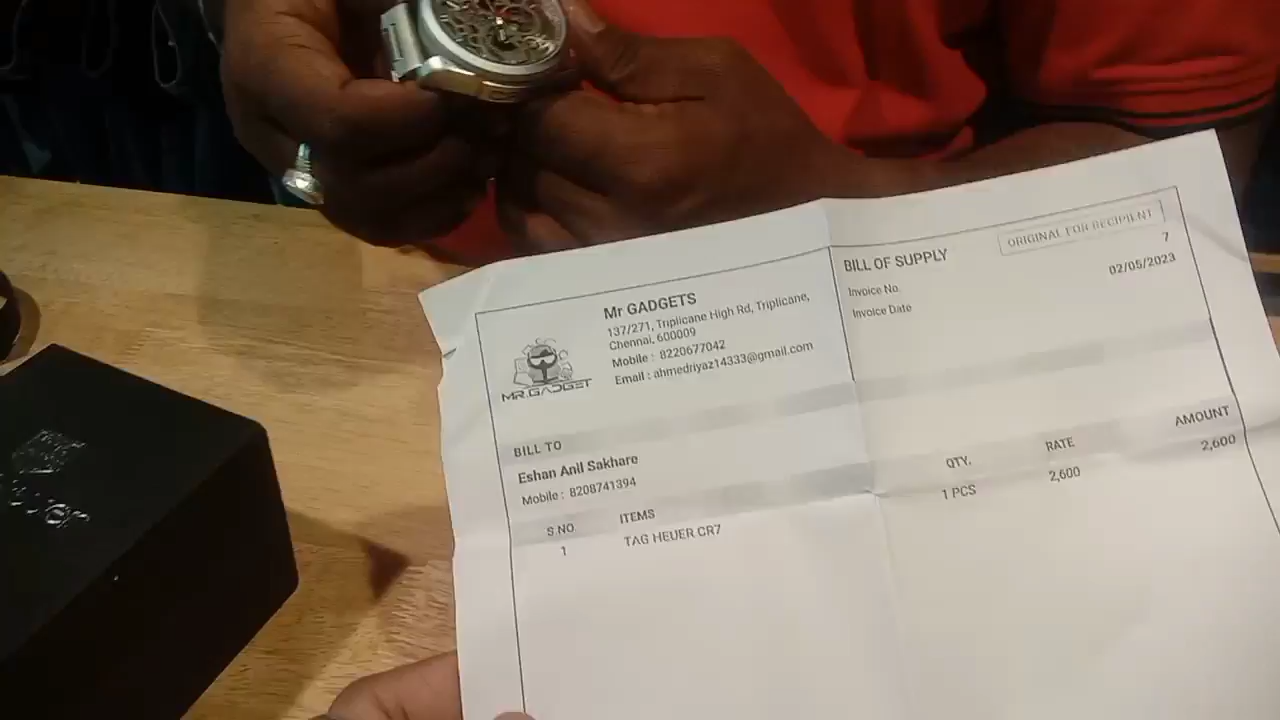 Mr GADGETS
137/271, Triplicane High Rd, Triplicane,
Chennai, 600009
Mobile : 8220677042
Email : ahmedriyaz14333@gmail.com
MR.GADGET
BILL OF SUPPLY
ORIGINAL FOR RECIPIENT
Invoice No. 7
Invoice Date 02/05/2023
BILL TO
Eshan Anil Sakhare
Mobile : 8208741394
S.NO. ITEMS QTY. RATE AMOUNT
1 TAG HEUER CR7 1 PCS 2,600 2,600